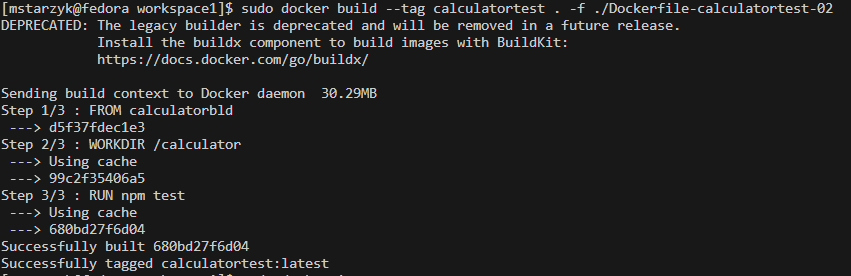 [mstarzyk@fedora workspace1]$ sudo docker build --tag calculatortest . -f ./Dockerfile-calculatortest-02
DEPRECATED: The legacy builder is deprecated and will be removed in a future release.
            Install the buildx component to build images with BuildKit:
            https://docs.docker.com/go/buildx/

Sending build context to Docker daemon  30.29MB
Step 1/3 : FROM calculatorbld
 ---> d5f37fdec1e3
Step 2/3 : WORKDIR /calculator
 ---> Using cache
 ---> 99c2f35406a5
Step 3/3 : RUN npm test
 ---> Using cache
 ---> 680bd27f6d04
Successfully built 680bd27f6d04
Successfully tagged calculatortest:latest